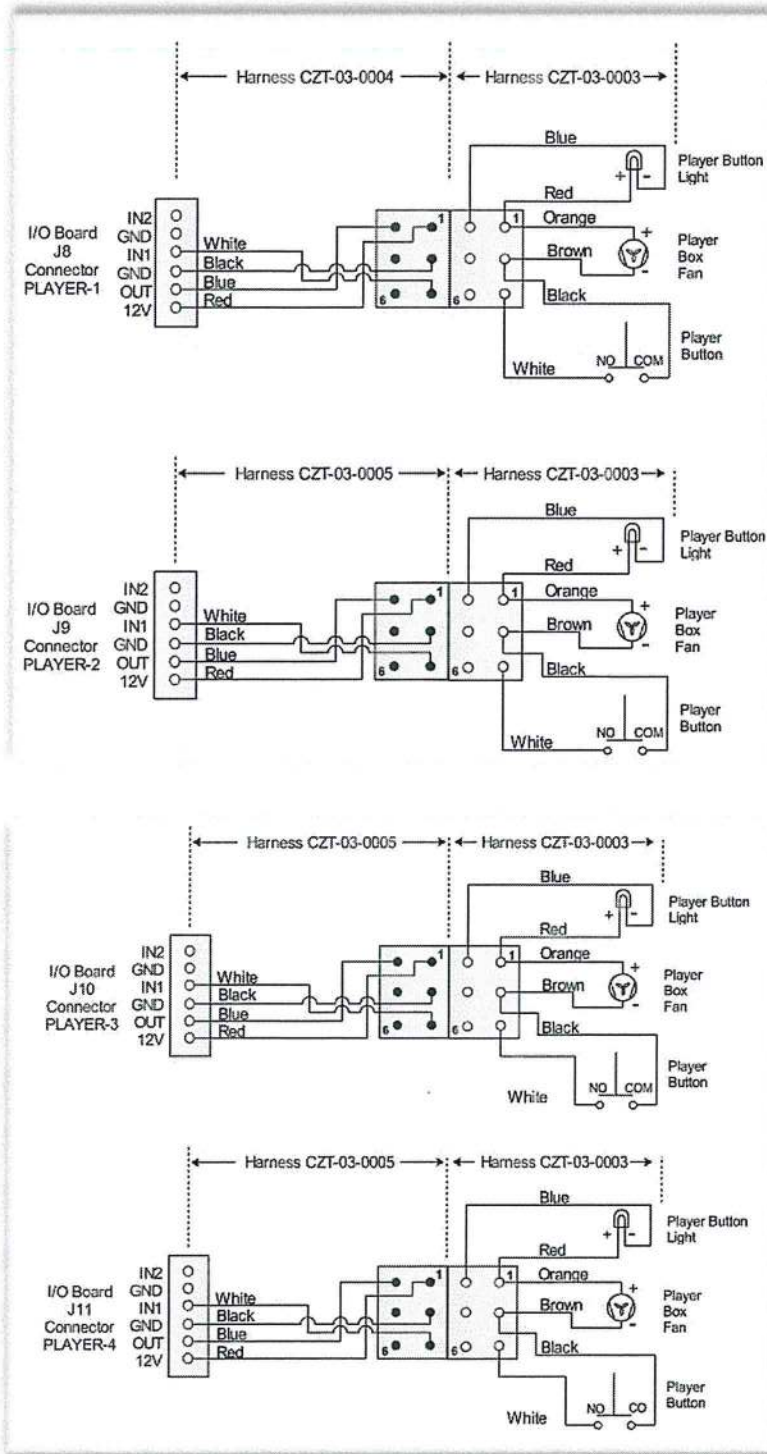 Harness CZT-03-0004 Harness CZT-03-0003
Blue
Player Button
Light
+ -
Red
Orange
IN2
GND
IN1
GND
OUT
12V
I/O Board
J8
Connector
PLAYER-1
White
Black
Blue
Red
1
6
1
6
+
-
Brown
Player
Box
Fan
Black
White
NO COM
Player
Button
Harness CZT-03-0005 Harness CZT-03-0003
Blue
Player Button
Light
+ -
Red
Orange
IN2
GND
IN1
GND
OUT
12V
I/O Board
J9
Connector
PLAYER-2
White
Black
Blue
Red
1
6
1
6
+
-
Brown
Player
Box
Fan
Black
White
NO COM
Player
Button
Harness CZT-03-0005 Harness CZT-03-0003
Blue
Player Button
Light
+ -
Red
Orange
IN2
GND
IN1
GND
OUT
12V
I/O Board
J10
Connector
PLAYER-3
White
Black
Blue
Red
1
6
1
6
+
-
Brown
Player
Box
Fan
Black
White
NO COM
Player
Button
Harness CZT-03-0005 Harness CZT-03-0003
Blue
Player Button
Light
+ -
Red
Orange
IN2
GND
IN1
GND
OUT
12V
I/O Board
J11
Connector
PLAYER-4
White
Black
Blue
Red
1
6
1
6
+
-
Brown
Player
Box
Fan
Black
White
NO CO
Player
Button